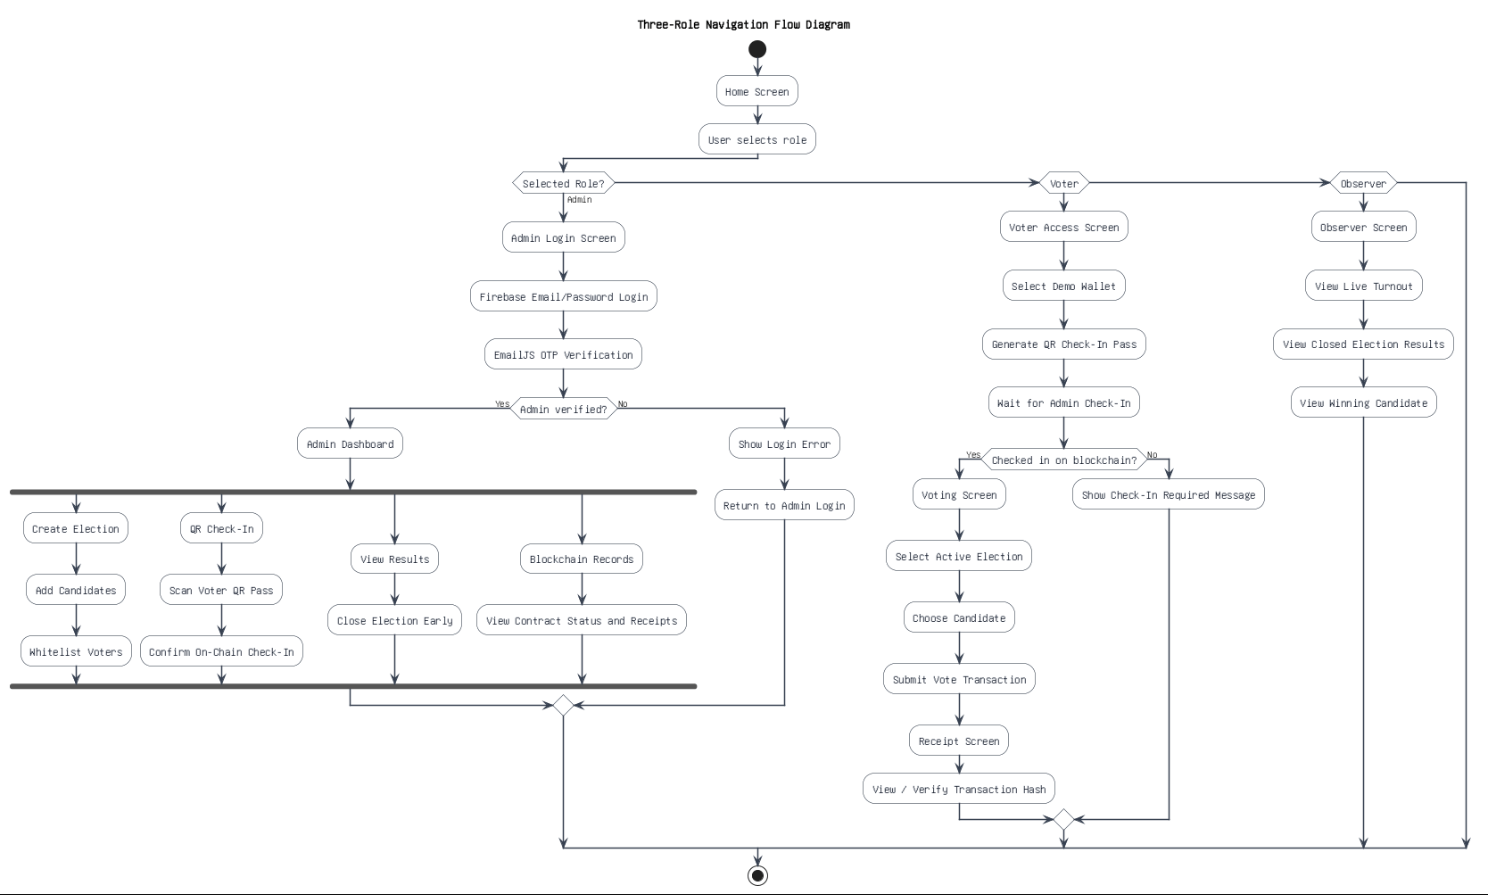 Three-Role Navigation Flow Diagram
Home Screen
User selects role
Selected Role?
Admin
Admin Login Screen
Firebase Email/Password Login
EmailJS OTP Verification
Admin verified?
Yes
No
Admin Dashboard
Create Election
Add Candidates
Whitelist Voters
QR Check-In
Scan Voter QR Pass
Confirm On-Chain Check-In
View Results
Close Election Early
Blockchain Records
View Contract Status and Receipts
Show Login Error
Return to Admin Login
Voter
Voter Access Screen
Select Demo Wallet
Generate QR Check-In Pass
Wait for Admin Check-In
Checked in on blockchain?
Yes
No
Voting Screen
Select Active Election
Choose Candidate
Submit Vote Transaction
Receipt Screen
View / Verify Transaction Hash
Show Check-In Required Message
Observer
Observer Screen
View Live Turnout
View Closed Election Results
View Winning Candidate